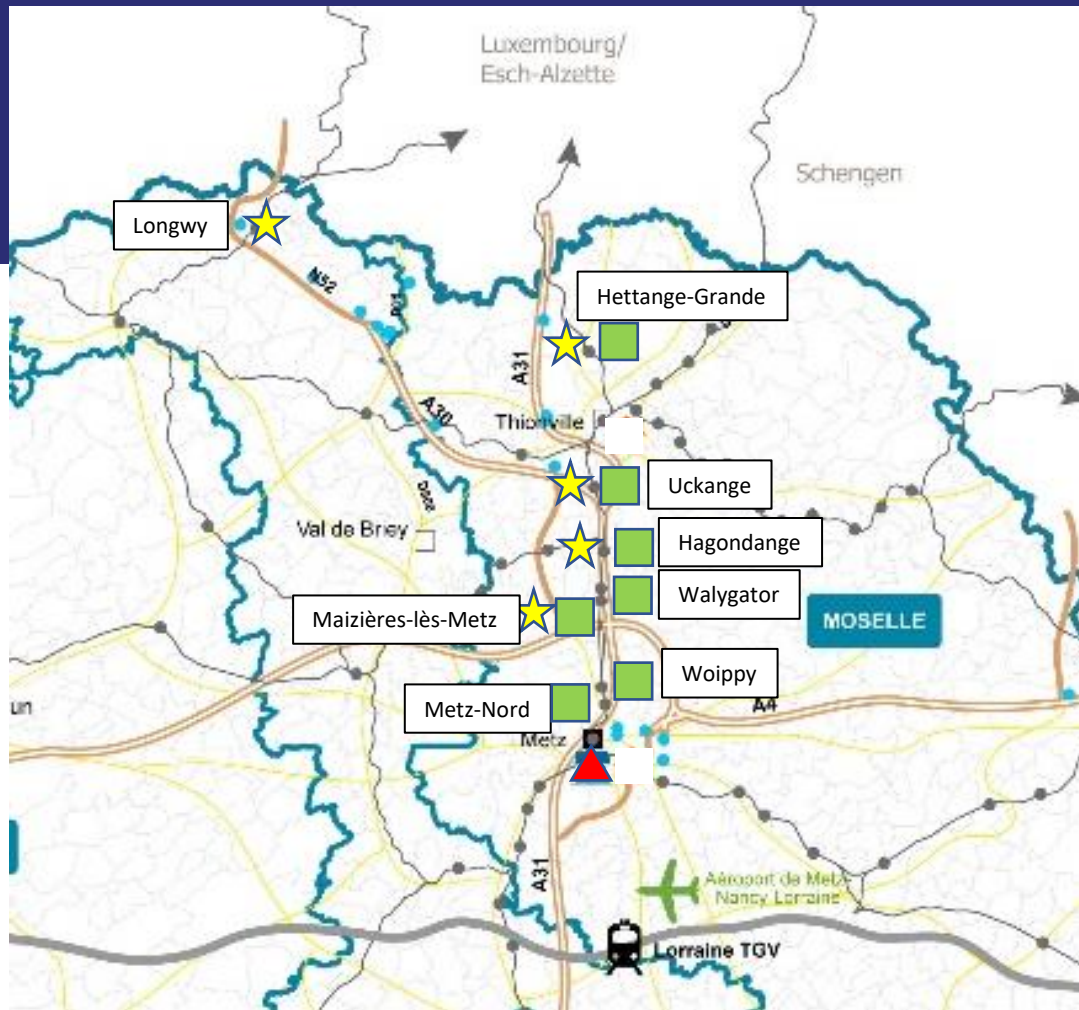 Luxembourg/
Esch-Alzette
Schengen
Longwy
N52
Hettange-Grande
A31
A30
Thionville
Uckange
Val de Briey
Hagondange
Walygator
Maizières-lès-Metz
MOSELLE
Woippy
Metz-Nord
A4
un
Metz
A31
Aéroport de Metz-
Nancy-Lorraine
Lorraine TGV